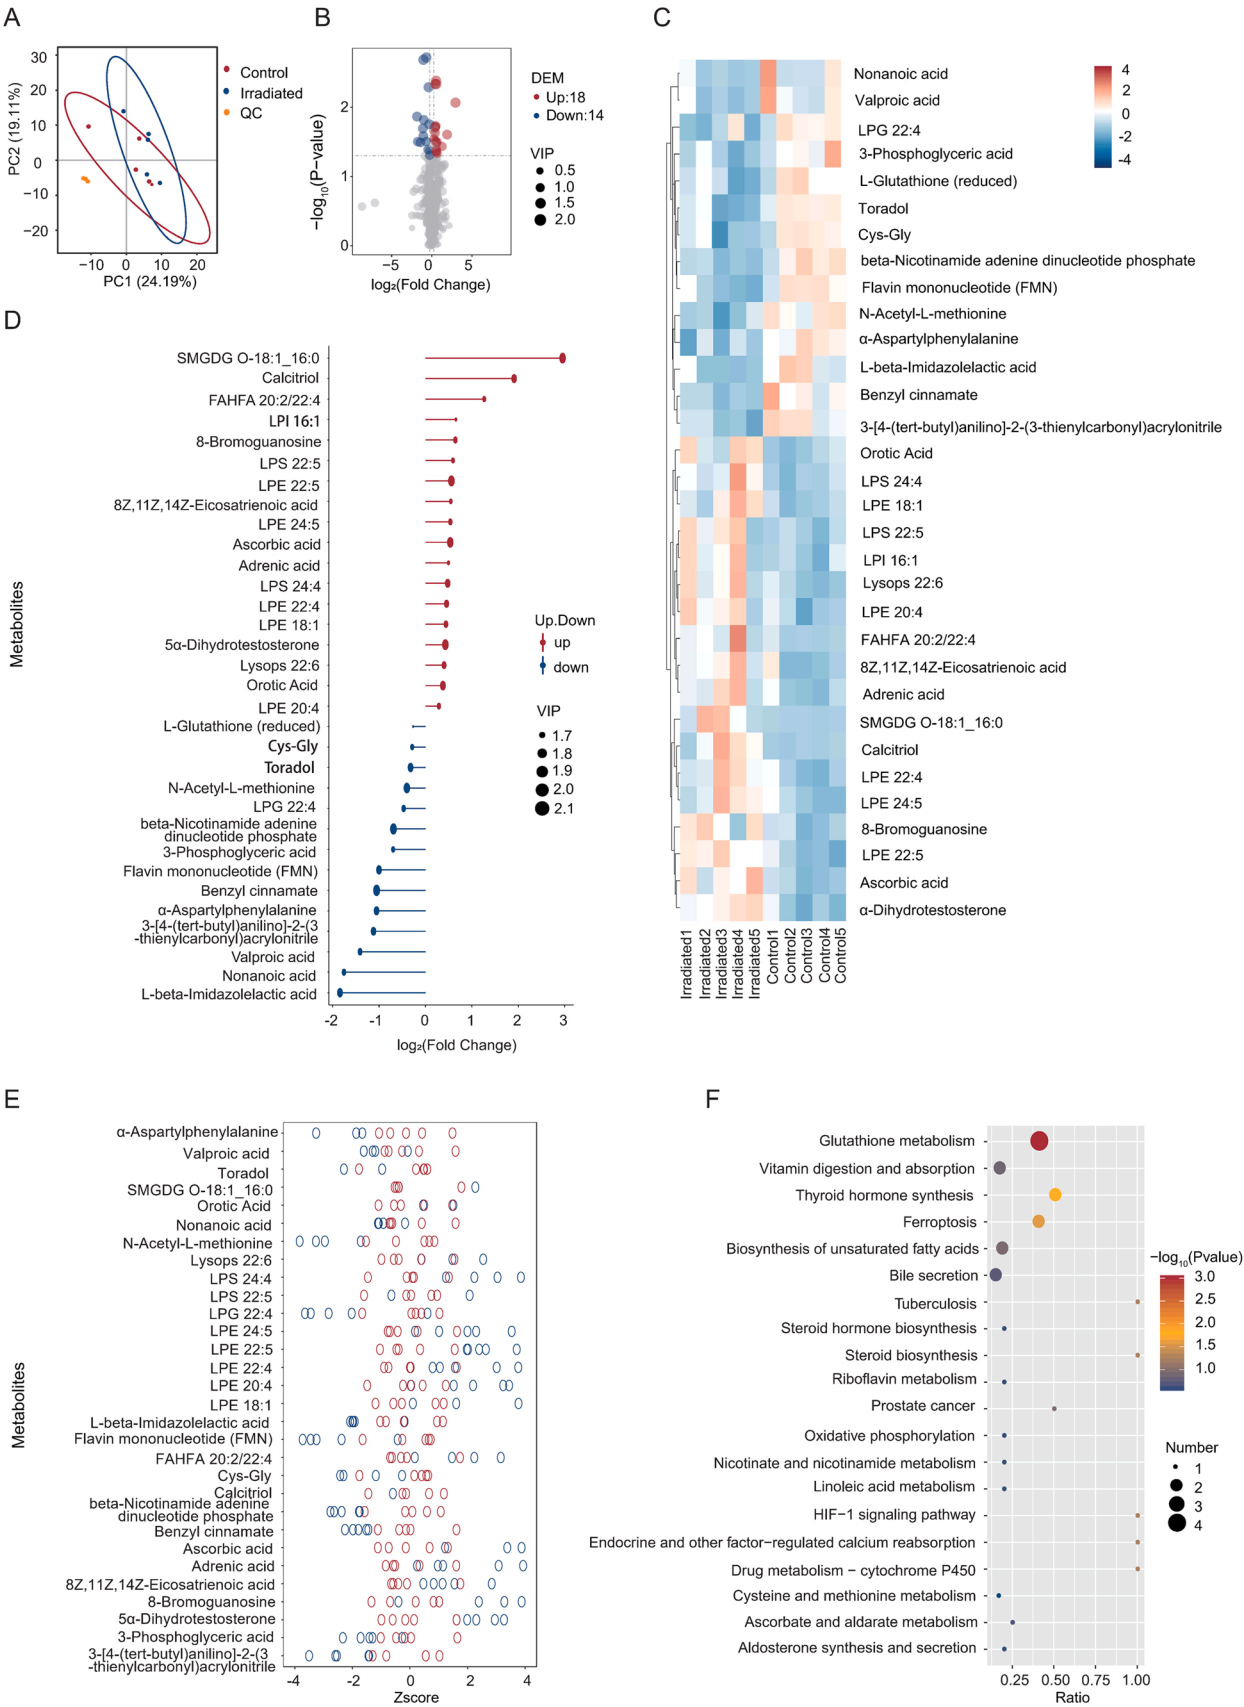 A
PC2 (19.11%)
30
20
10
0
−10
−20
−10
0
10
20
PC1 (24.19%)
Control
Irradiated
QC
B
−log₁₀(P−value)
2
1
0
−5
0
5
log₂(Fold Change)
DEM
Up:18
Down:14
VIP
0.5
1.0
1.5
2.0
C
Nonanoic acid
Valproic acid
LPG 22:4
3-Phosphoglyceric acid
L-Glutathione (reduced)
Toradol
Cys-Gly
beta-Nicotinamide adenine dinucleotide phosphate
Flavin mononucleotide (FMN)
N-Acetyl-L-methionine
α-Aspartylphenylalanine
L-beta-Imidazolelactic acid
Benzyl cinnamate
3-[4-(tert-butyl)anilino]-2-(3-thienylcarbonyl)acrylonitrile
Orotic Acid
LPS 24:4
LPE 18:1
LPS 22:5
LPI 16:1
Lysops 22:6
LPE 20:4
FAHFA 20:2/22:4
8Z,11Z,14Z-Eicosatrienoic acid
Adrenic acid
SMGDG O-18:1_16:0
Calcitriol
LPE 22:4
LPE 24:5
8-Bromoguanosine
LPE 22:5
Ascorbic acid
α-Dihydrotestosterone
Irradiated1
Irradiated2
Irradiated3
Irradiated4
Irradiated5
Control1
Control2
Control3
Control4
Control5
4
2
0
-2
-4
D
Metabolites
SMGDG O-18:1_16:0
Calcitriol
FAHFA 20:2/22:4
LPI 16:1
8-Bromoguanosine
LPS 22:5
LPE 22:5
8Z,11Z,14Z-Eicosatrienoic acid
LPE 24:5
Ascorbic acid
Adrenic acid
LPS 24:4
LPE 22:4
LPE 18:1
5α-Dihydrotestosterone
Lysops 22:6
Orotic Acid
LPE 20:4
L-Glutathione (reduced)
Cys-Gly
Toradol
N-Acetyl-L-methionine
LPG 22:4
beta-Nicotinamide adenine
dinucleotide phosphate
3-Phosphoglyceric acid
Flavin mononucleotide (FMN)
Benzyl cinnamate
α-Aspartylphenylalanine
3-[4-(tert-butyl)anilino]-2-(3
-thienylcarbonyl)acrylonitrile
Valproic acid
Nonanoic acid
L-beta-Imidazolelactic acid
-2
-1
0
1
2
3
log₂(Fold Change)
Up.Down
up
down
VIP
1.7
1.8
1.9
2.0
2.1
E
Metabolites
α-Aspartylphenylalanine
Valproic acid
Toradol
SMGDG O-18:1_16:0
Orotic Acid
Nonanoic acid
N-Acetyl-L-methionine
Lysops 22:6
LPS 24:4
LPS 22:5
LPG 22:4
LPE 24:5
LPE 22:5
LPE 22:4
LPE 20:4
LPE 18:1
L-beta-Imidazolelactic acid
Flavin mononucleotide (FMN)
FAHFA 20:2/22:4
Cys-Gly
Calcitriol
beta-Nicotinamide adenine
dinucleotide phosphate
Benzyl cinnamate
Ascorbic acid
Adrenic acid
8Z,11Z,14Z-Eicosatrienoic acid
8-Bromoguanosine
5α-Dihydrotestosterone
3-Phosphoglyceric acid
3-[4-(tert-butyl)anilino]-2-(3
-thienylcarbonyl)acrylonitrile
−4
−2
0
2
4
Zscore
F
Glutathione metabolism
Vitamin digestion and absorption
Thyroid hormone synthesis
Ferroptosis
Biosynthesis of unsaturated fatty acids
Bile secretion
Tuberculosis
Steroid hormone biosynthesis
Steroid biosynthesis
Riboflavin metabolism
Prostate cancer
Oxidative phosphorylation
Nicotinate and nicotinamide metabolism
Linoleic acid metabolism
HIF−1 signaling pathway
Endocrine and other factor−regulated calcium reabsorption
Drug metabolism − cytochrome P450
Cysteine and methionine metabolism
Ascorbate and aldarate metabolism
Aldosterone synthesis and secretion
0.25
0.50
0.75
1.00
Ratio
−log₁₀(Pvalue)
3.0
2.5
2.0
1.5
1.0
Number
1
2
3
4